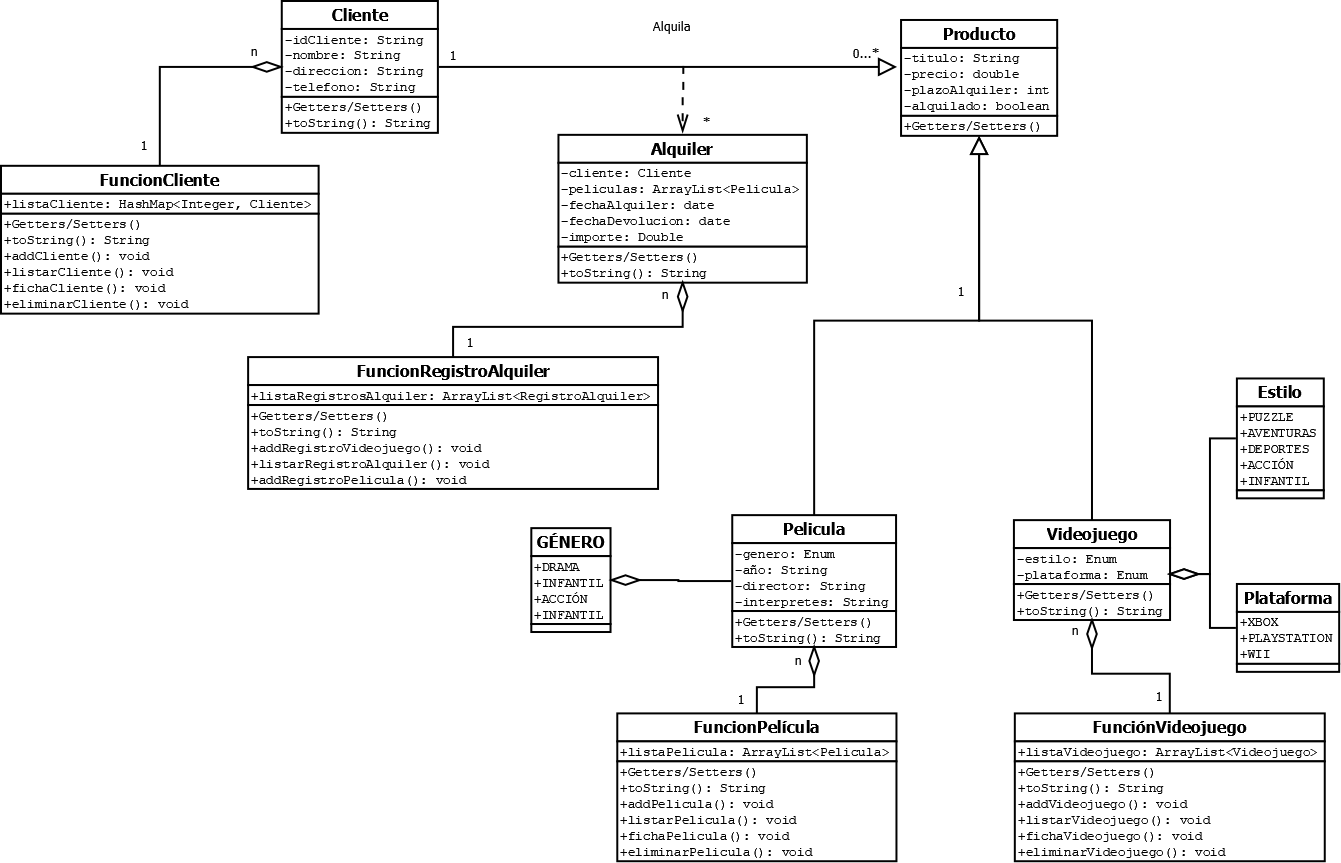 Cliente
-idCliente: String
-nombre: String
-direccion: String
-telefono: String
+Getters/Setters()
+toString(): String
n
1
1
Alquila
0...*
*
Producto
-titulo: String
-precio: double
-plazoAlquiler: int
-alquilado: boolean
+Getters/Setters()
FuncionCliente
+listaCliente: HashMap<Integer, Cliente>
+Getters/Setters()
+toString(): String
+addCliente(): void
+listarCliente(): void
+fichaCliente(): void
+eliminarCliente(): void
Alquiler
-cliente: Cliente
-peliculas: ArrayList<Pelicula>
-fechaAlquiler: date
-fechaDevolucion: date
-importe: Double
+Getters/Setters()
+toString(): String
n
1
1
FuncionRegistroAlquiler
+listaRegistrosAlquiler: ArrayList<RegistroAlquiler>
+Getters/Setters()
+toString(): String
+addRegistroVideojuego(): void
+listarRegistroAlquiler(): void
+addRegistroPelicula(): void
Estilo
+PUZZLE
+AVENTURAS
+DEPORTES
+ACCIÓN
+INFANTIL
GÉNERO
+DRAMA
+INFANTIL
+ACCIÓN
+INFANTIL
Pelicula
-genero: Enum
-año: String
-director: String
-interpretes: String
+Getters/Setters()
+toString(): String
Videojuego
-estilo: Enum
-plataforma: Enum
+Getters/Setters()
+toString(): String
Plataforma
+XBOX
+PLAYSTATION
+WII
n
1
n
1
FuncionPelícula
+listaPelicula: ArrayList<Pelicula>
+Getters/Setters()
+toString(): String
+addPelicula(): void
+listarPelicula(): void
+fichaPelicula(): void
+eliminarPelicula(): void
FunciónVideojuego
+listaVideojuego: ArrayList<Videojuego>
+Getters/Setters()
+toString(): String
+addVideojuego(): void
+listarVideojuego(): void
+fichaVideojuego(): void
+eliminarVideojuego(): void